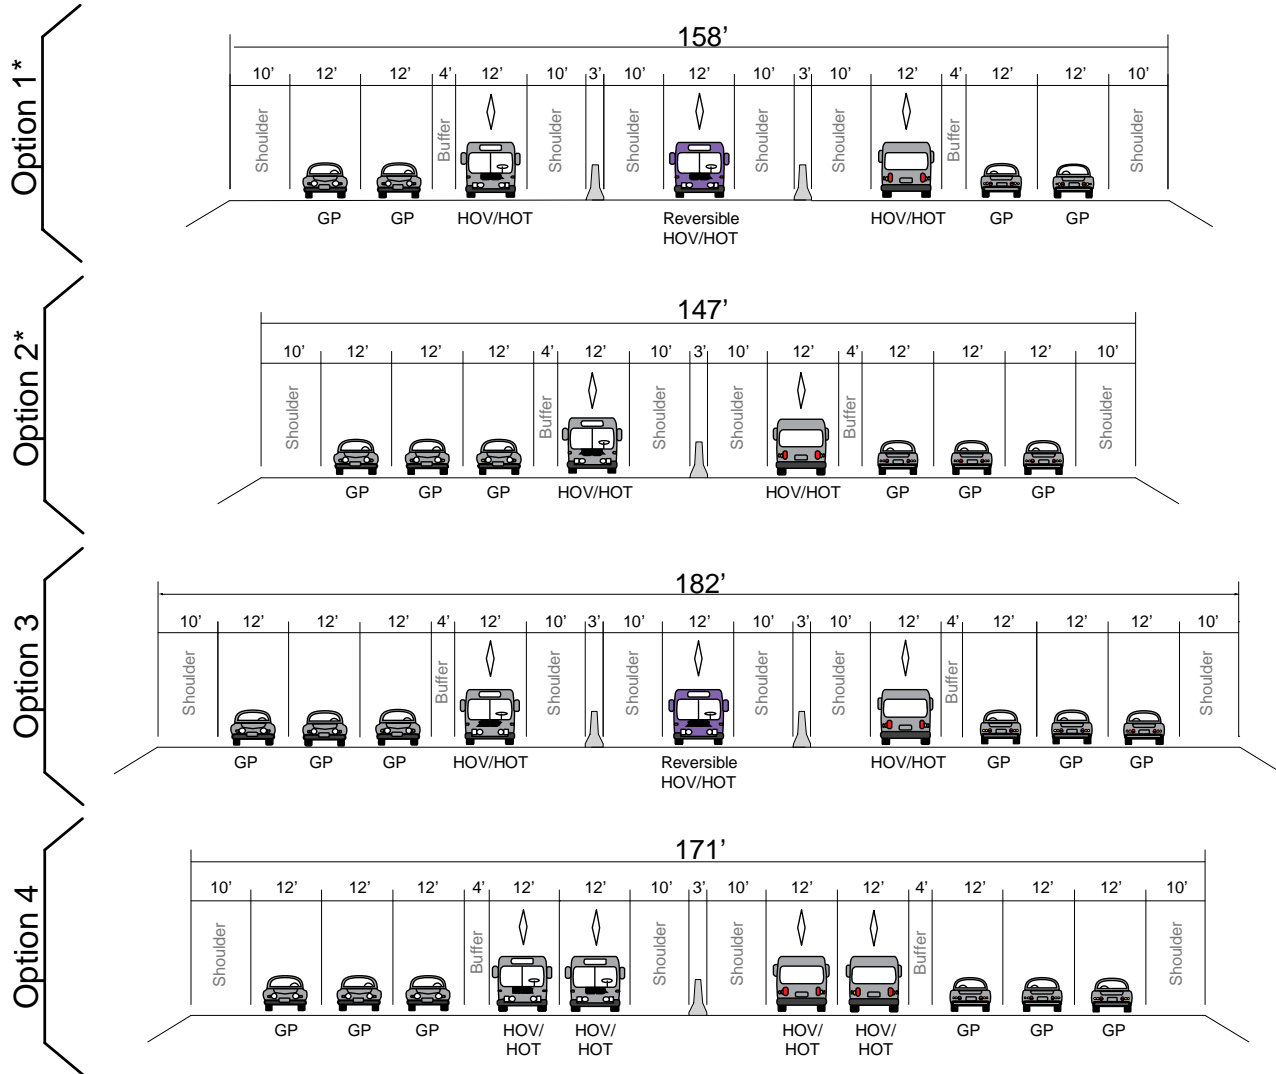 Option 1*
158’
10’ 12’ 12’ 4’ 12’ 10’ 3’ 10’ 12’ 10’ 3’ 10’ 12’ 4’ 12’ 12’ 10’
Shoulder Buffer Shoulder Shoulder Shoulder Shoulder Buffer Shoulder
GP GP HOV/HOT Reversible HOV/HOT GP GP
HOV/HOT
Option 2*
147’
10’ 12’ 12’ 12’ 4’ 12’ 10’ 3’ 10’ 12’ 4’ 12’ 12’ 12’ 10’
Shoulder Buffer Shoulder Shoulder Buffer Shoulder
GP GP GP HOV/HOT HOV/HOT GP GP GP
Option 3
182’
10’ 12’ 12’ 12’ 4’ 12’ 10’ 3’ 10’ 12’ 10’ 3’ 10’ 12’ 4’ 12’ 12’ 12’ 10’
Shoulder Buffer Shoulder Shoulder Shoulder Shoulder Buffer Shoulder
GP GP GP HOV/HOT Reversible HOV/HOT GP GP GP
HOV/HOT
Option 4
171’
10’ 12’ 12’ 12’ 4’ 12’ 12’ 10’ 3’ 10’ 12’ 12’ 4’ 12’ 12’ 12’ 10’
Shoulder Buffer Shoulder Shoulder Buffer Shoulder
GP GP GP HOV/ HOV/ HOV/ HOV/ GP GP GP
HOT HOT HOT HOT